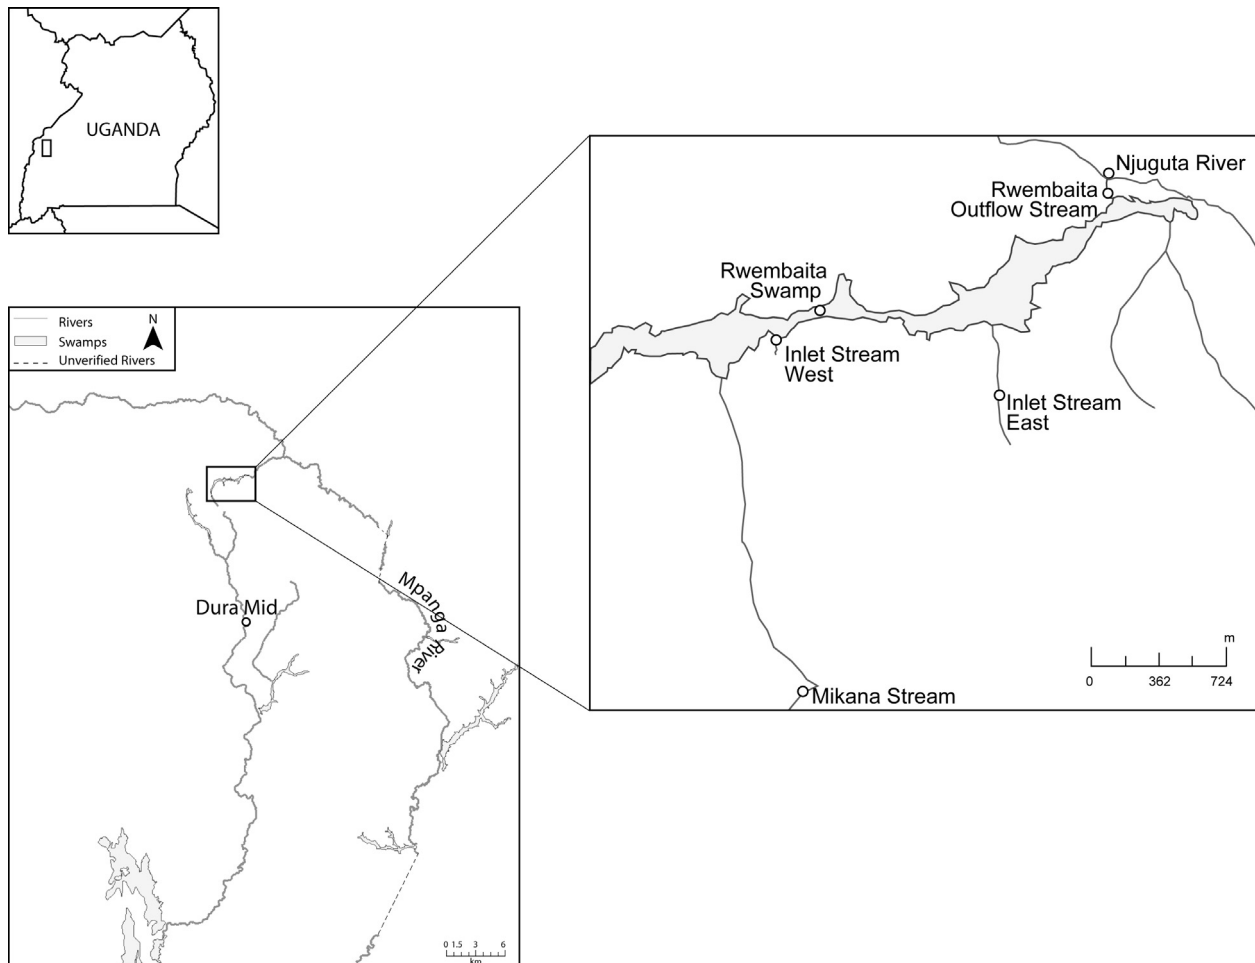 UGANDA
Rivers
Swamps
Unverified Rivers
N
Dura Mid
Mpanga
River
0 1.5 3 6
km
Njuguta River
Rwembaita
Outflow Stream
Rwembaita
Swamp
Inlet Stream
West
Inlet Stream
East
Mikana Stream
m
0 362 724